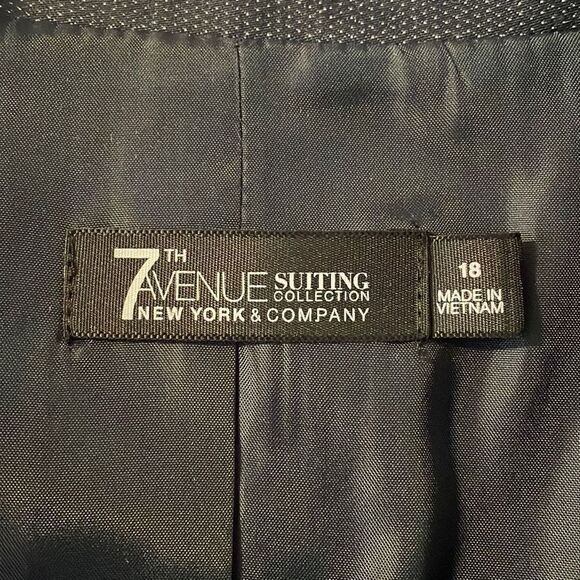 7TH
AVENUE SUITING
COLLECTION
NEW YORK & COMPANY
18
MADE IN
VIETNAM